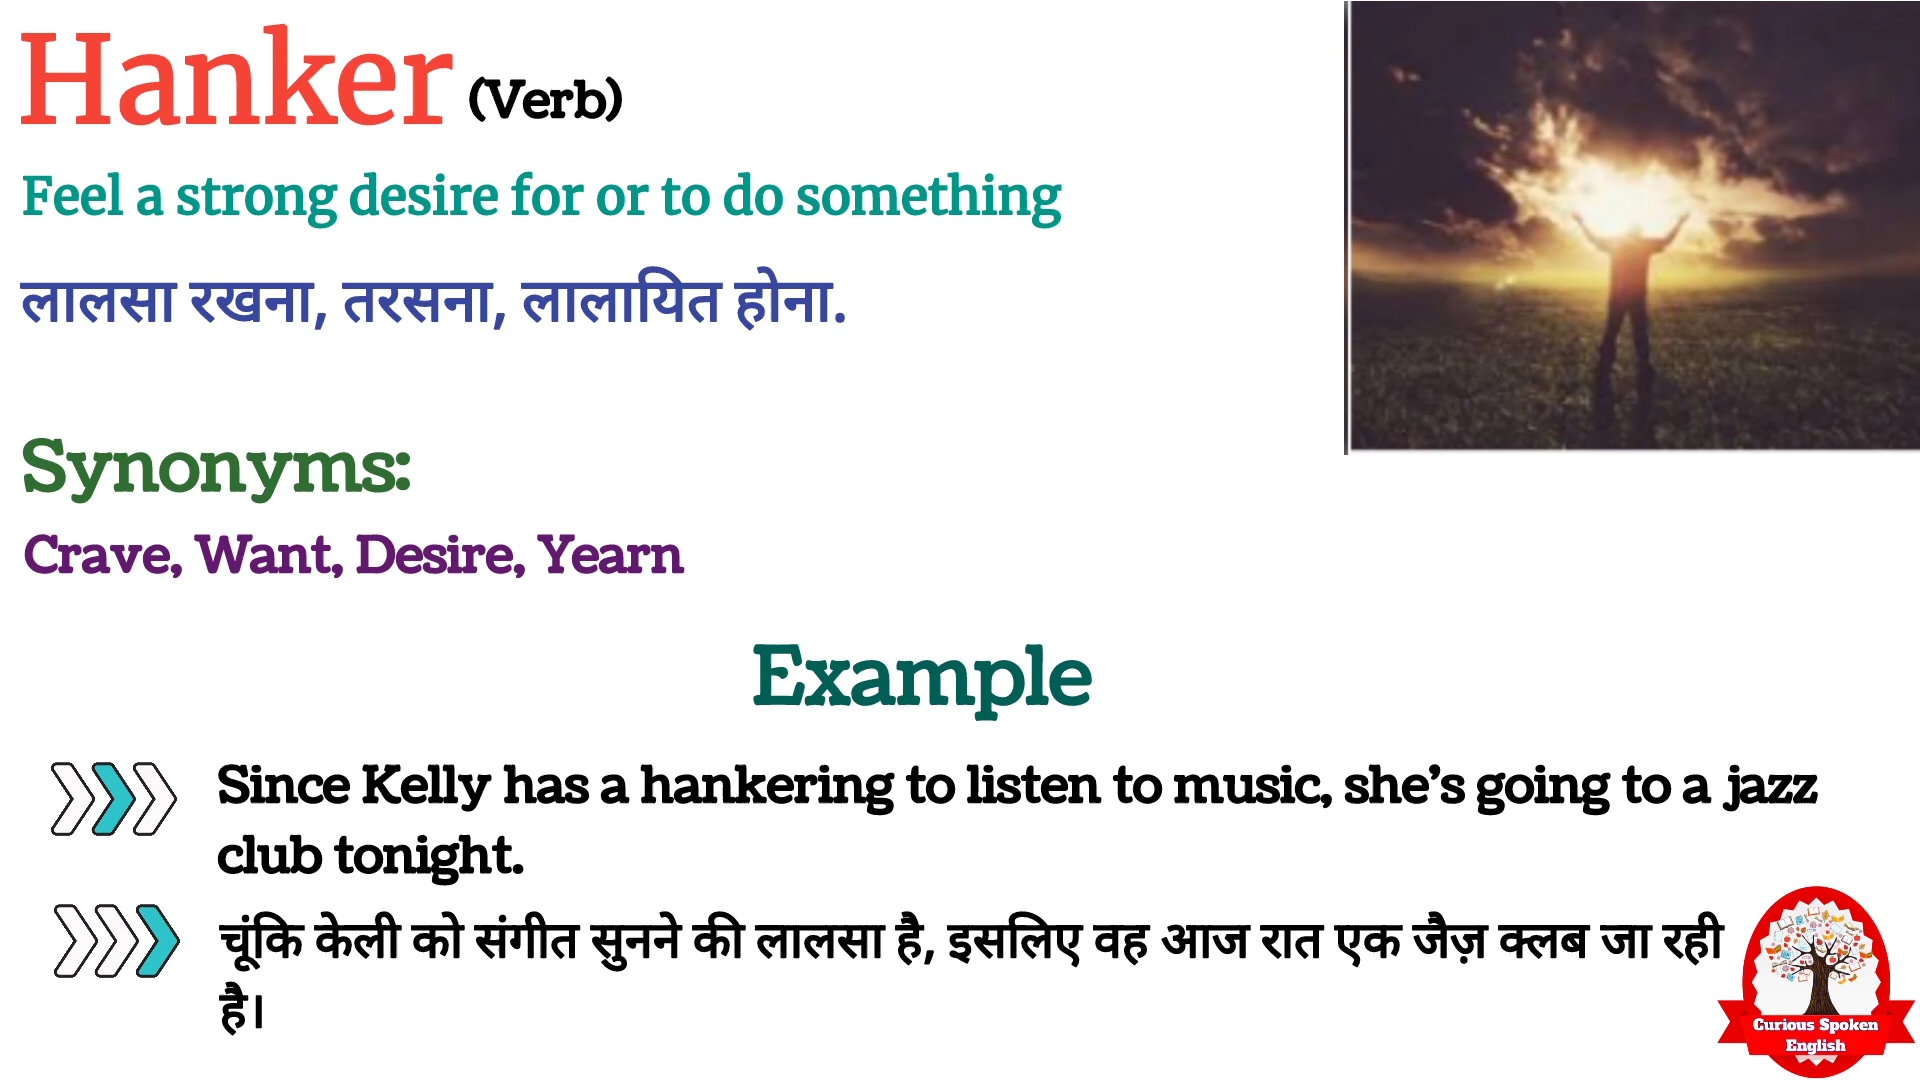 Hanker (Verb)
Feel a strong desire for or to do something
लालसा रखना, तरसना, लालायित होना.
Synonyms:
Crave, Want, Desire, Yearn
Example
Since Kelly has a hankering to listen to music, she’s going to a jazz
club tonight.
चूंकि केली को संगीत सुनने की लालसा है, इसलिए वह आज रात एक जैज़ क्लब जा रही
है।
Curious Spoken
English